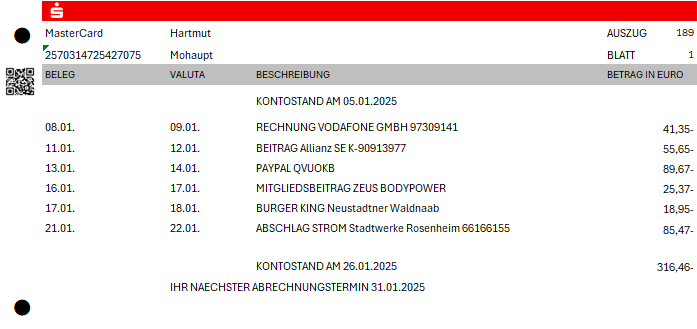 MasterCard Hartmut AUSZUG 189
2570314725427075 Mohaupt BLATT 1
BELEG VALUTA BESCHREIBUNG BETRAG IN EURO
KONTOSTAND AM 05.01.2025
08.01. 09.01. RECHNUNG VODAFONE GMBH 97309141 41,35-
11.01. 12.01. BEITRAG Allianz SE K-90913977 55,65-
13.01. 14.01. PAYPAL QVUOKB 89,67-
16.01. 17.01. MITGLIEDSBEITRAG ZEUS BODYPOWER 25,37-
17.01. 18.01. BURGER KING Neustadtner Waldnaab 18,95-
21.01. 22.01. ABSCHLAG STROM Stadtwerke Rosenheim 66166155 85,47-
KONTOSTAND AM 26.01.2025 316,46-
IHR NAECHSTER ABRECHNUNGSTERMIN 31.01.2025